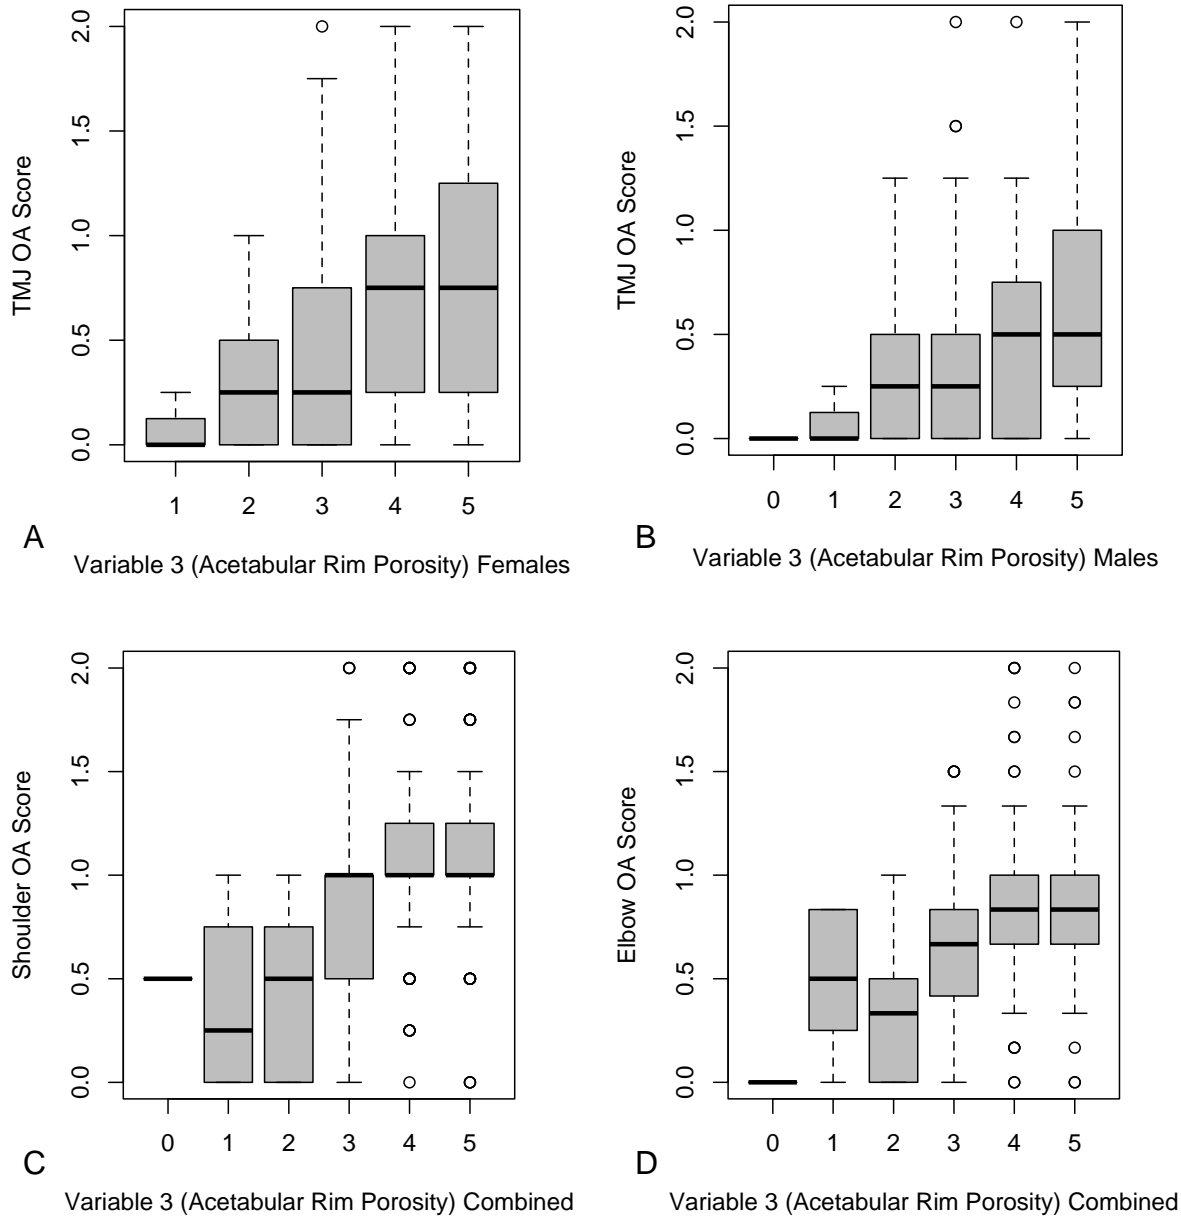 TMJ OA Score
2.0
1.5
1.0
0.5
0.0
1 2 3 4 5
A
Variable 3 (Acetabular Rim Porosity) Females
TMJ OA Score
2.0
1.5
1.0
0.5
0.0
0 1 2 3 4 5
B
Variable 3 (Acetabular Rim Porosity) Males
Shoulder OA Score
2.0
1.5
1.0
0.5
0.0
0 1 2 3 4 5
C
Variable 3 (Acetabular Rim Porosity) Combined
Elbow OA Score
2.0
1.5
1.0
0.5
0.0
0 1 2 3 4 5
D
Variable 3 (Acetabular Rim Porosity) Combined